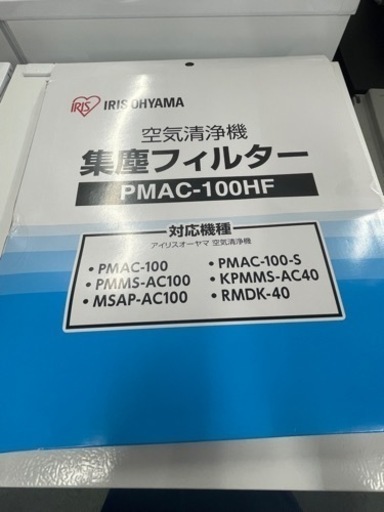 IRIS IRIS OHYAMA
空気清浄機
集塵フィルター
PMAC-100HF
対応機種
アイリスオーヤマ 空気清浄機
・PMAC-100 ・PMAC-100-S
・PMMS-AC100 ・KPMMS-AC40
・MSAP-AC100 ・RMDK-40